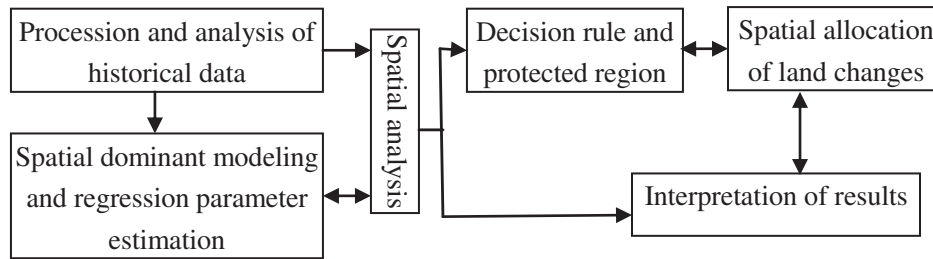 Procession and analysis of
historical data
Spatial dominant modeling
and regression parameter
estimation
Spatial analysis
Decision rule and
protected region
Spatial allocation
of land changes
Interpretation of results